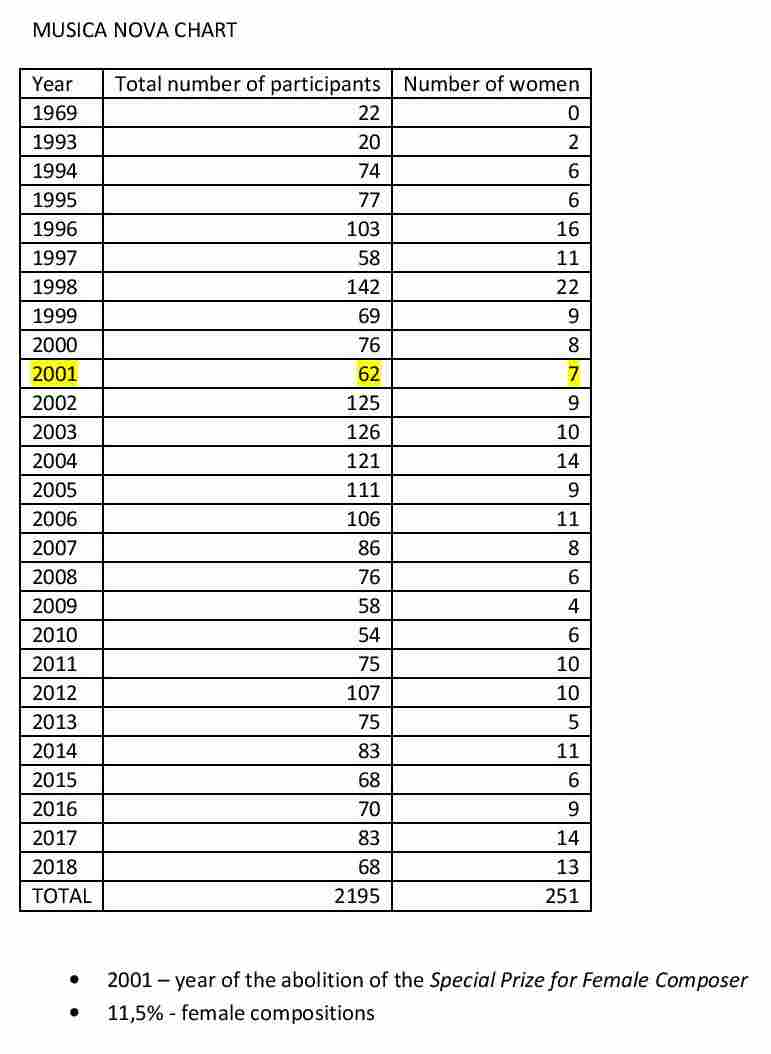 MUSICA NOVA CHART
Year Total number of participants Number of women
1969 22 0
1993 20 2
1994 74 6
1995 77 6
1996 103 16
1997 58 11
1998 142 22
1999 69 9
2000 76 8
2001 62 7
2002 125 9
2003 126 10
2004 121 14
2005 111 9
2006 106 11
2007 86 8
2008 76 6
2009 58 4
2010 54 6
2011 75 10
2012 107 10
2013 75 5
2014 83 11
2015 68 6
2016 70 9
2017 83 14
2018 68 13
TOTAL 2195 251
• 2001 – year of the abolition of the Special Prize for Female Composer
• 11,5% - female compositions